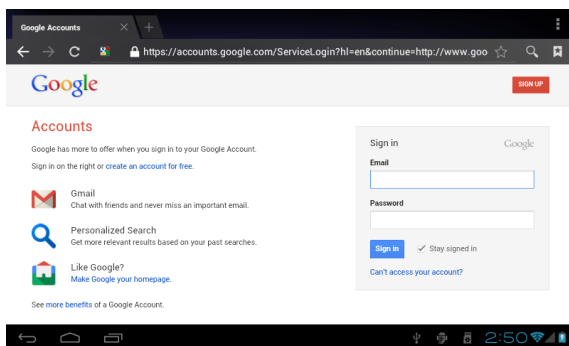 Google Accounts
https://accounts.google.com/ServiceLogin?hl=en&continue=http://www.goo
Google
SIGN UP
Accounts
Google has more to offer when you sign in to your Google Account.
Sign in on the right or create an account for free.
Gmail
Chat with friends and never miss an important email.
Personalized Search
Get more relevant results based on your past searches.
Like Google?
Make Google your homepage.
See more benefits of a Google Account.
Sign in
Google
Email
Password
Sign in
Stay signed in
Can't access your account?
2:50